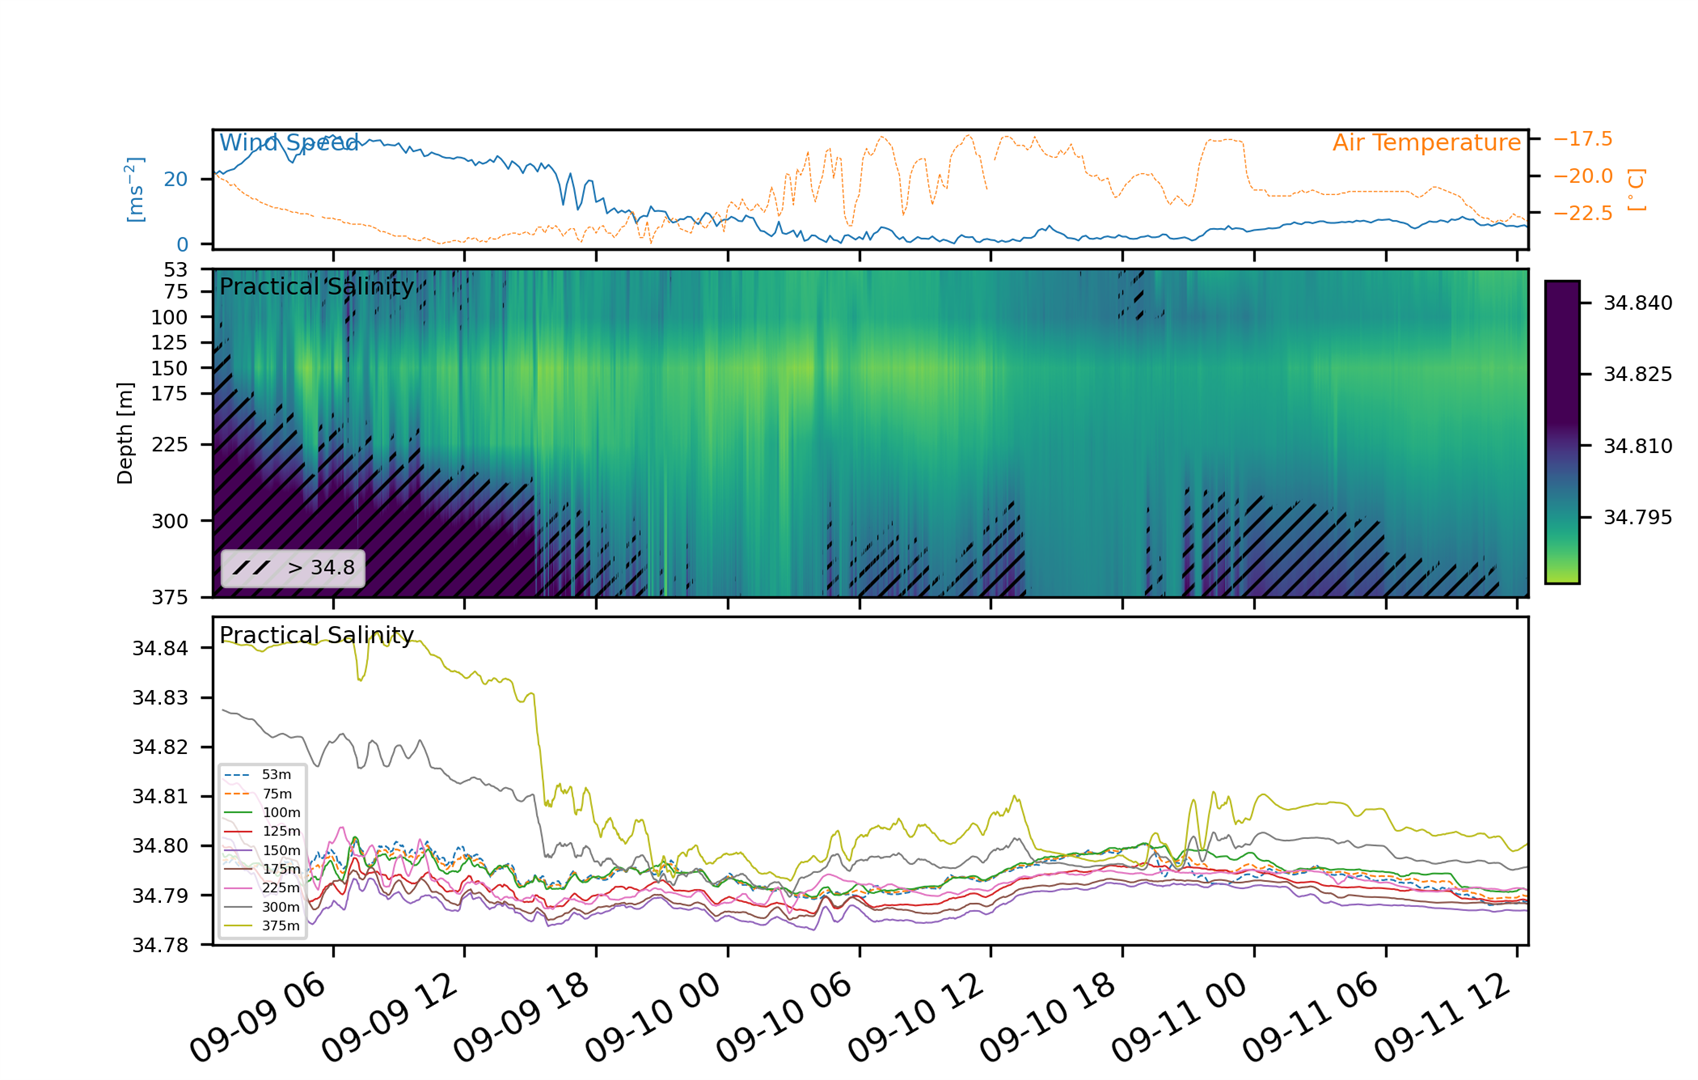 Wind Speed
Air Temperature
[ms⁻²]
20
0
−17.5
−20.0
−22.5
[°C]
Practical Salinity
Depth [m]
53
75
100
125
150
175
225
300
375
> 34.8
34.840
34.825
34.810
34.795
Practical Salinity
34.84
34.83
34.82
34.81
34.80
34.79
34.78
53m
75m
100m
125m
150m
175m
225m
300m
375m
09-09 06
09-09 12
09-09 18
09-10 00
09-10 06
09-10 12
09-10 18
09-11 00
09-11 06
09-11 12